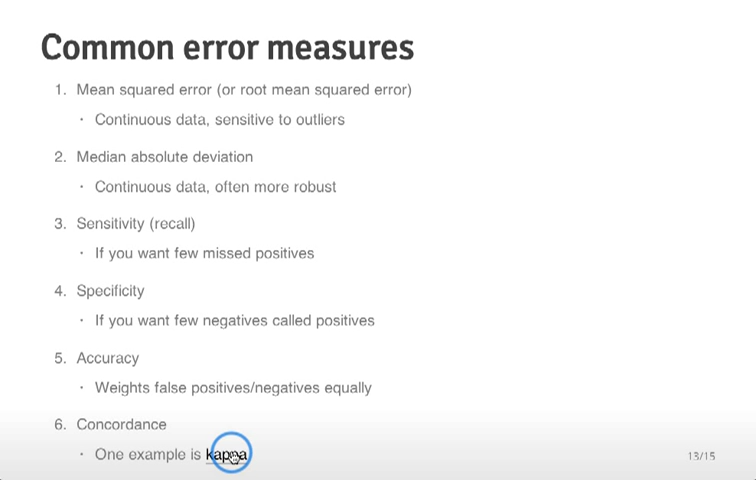 Common error measures
1. Mean squared error (or root mean squared error)
· Continuous data, sensitive to outliers
2. Median absolute deviation
· Continuous data, often more robust
3. Sensitivity (recall)
· If you want few missed positives
4. Specificity
· If you want few negatives called positives
5. Accuracy
· Weights false positives/negatives equally
6. Concordance
· One example is kappa
13/15